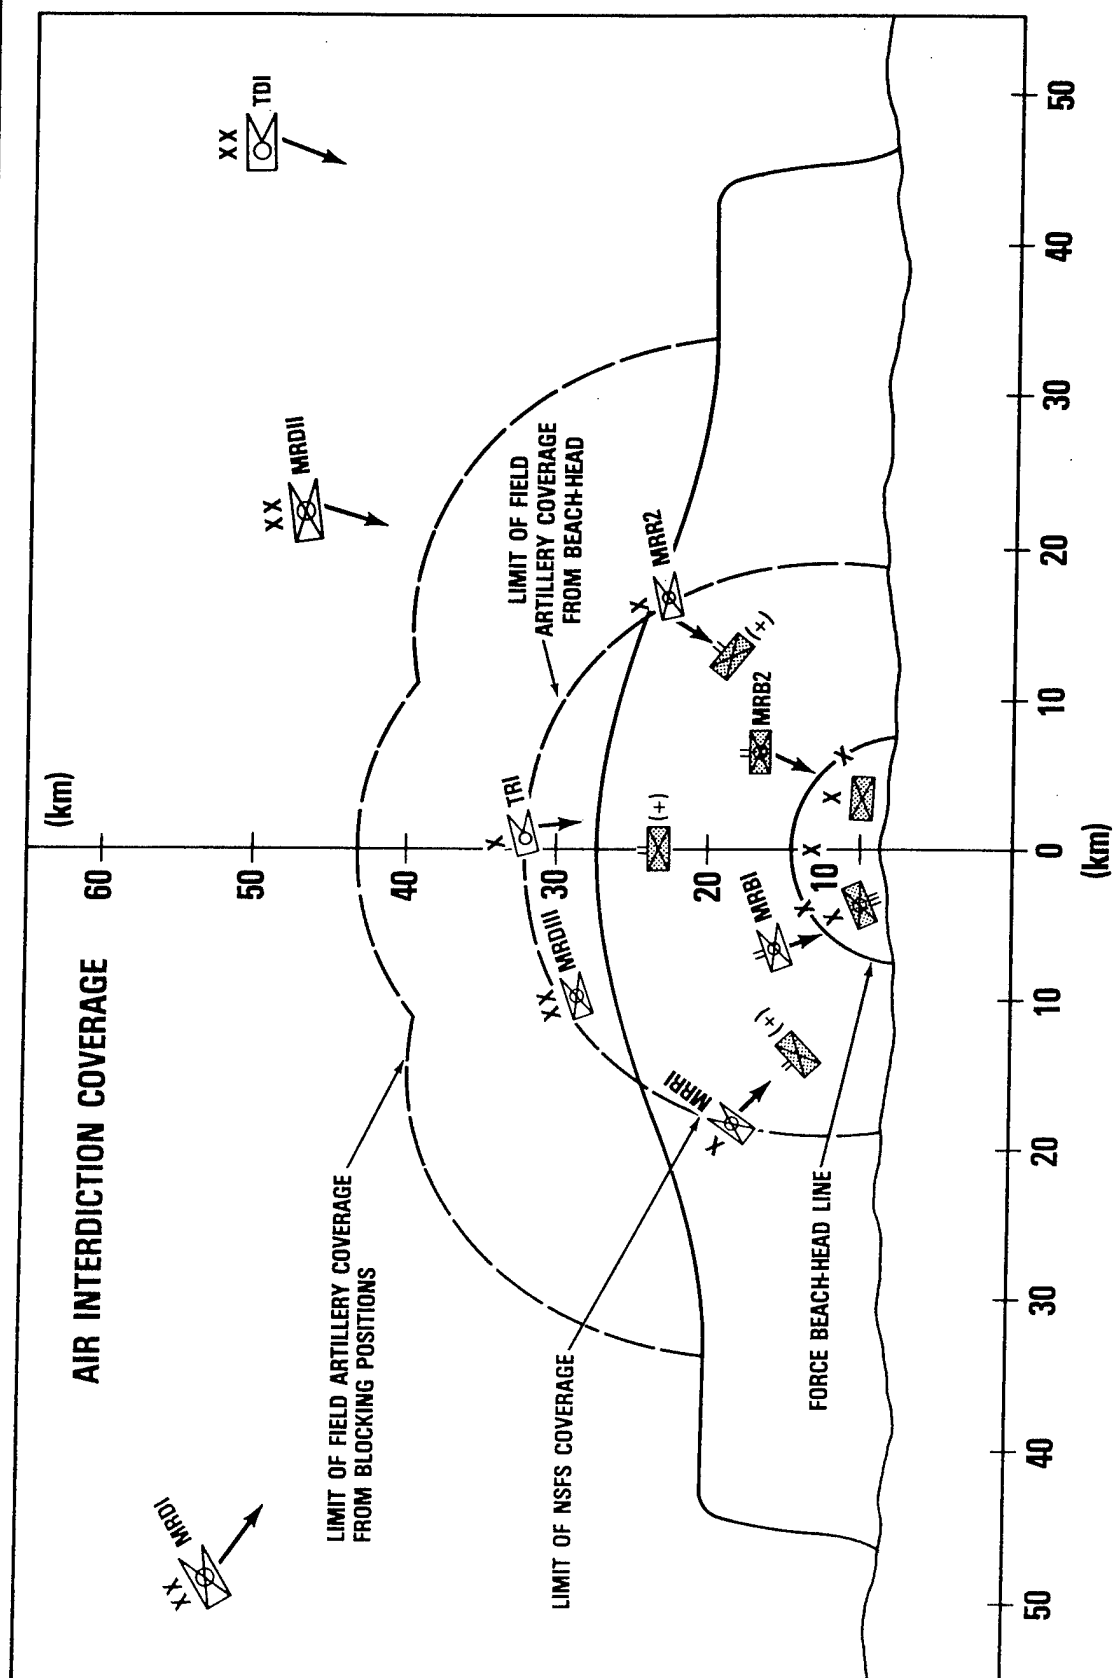 AIR INTERDICTION COVERAGE
(km)
60
50
40
30
20
10
XX
MRDI
XX
MRDII
XX
TDI
LIMIT OF FIELD ARTILLERY COVERAGE
FROM BLOCKING POSITIONS
LIMIT OF FIELD
ARTILLERY COVERAGE
FROM BEACH-HEAD
XX
MRDIII
X
TRI
(+)
LIMIT OF NSFS COVERAGE
X
MRRI
(+)
X
MRR2
(+)
MRBI
MRB2
FORCE BEACH-HEAD LINE
X
X
X
X
X
50
40
30
20
10
0
10
20
30
40
50
(km)